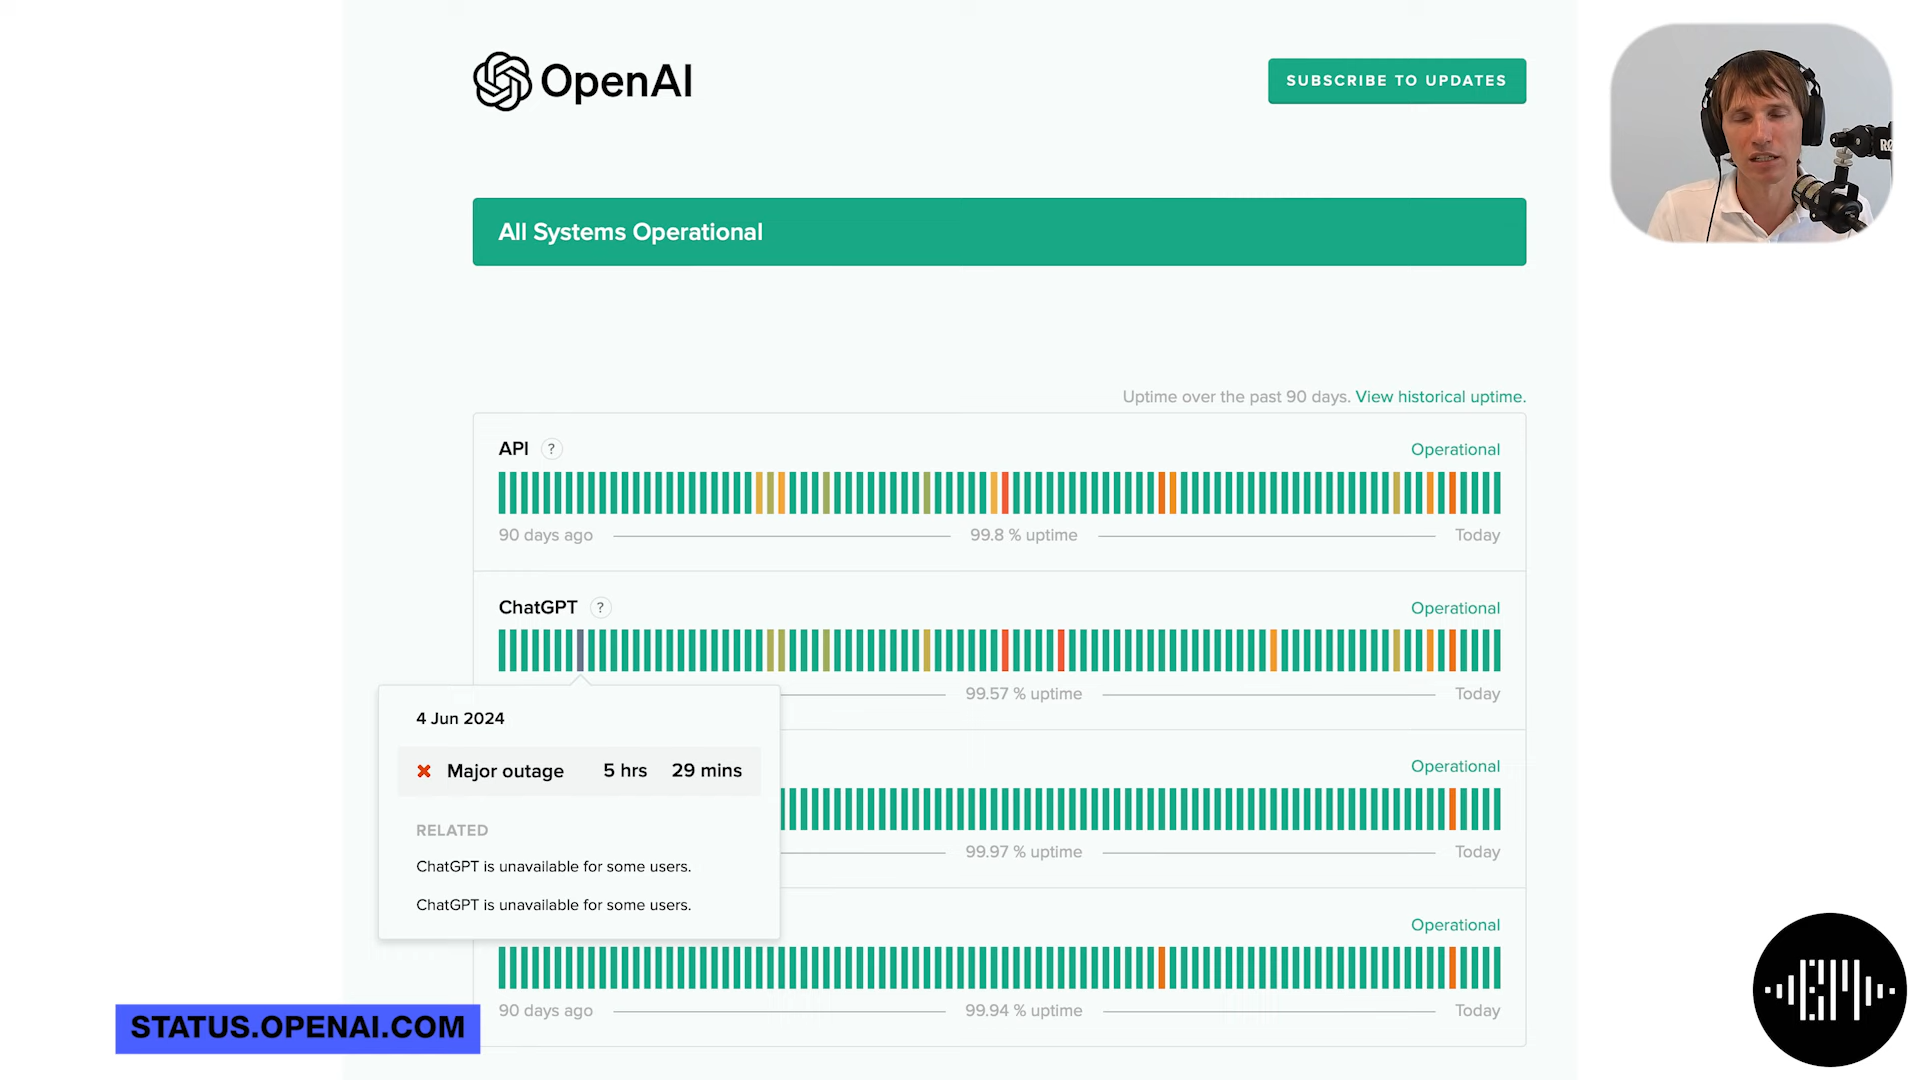 OpenAI
SUBSCRIBE TO UPDATES
All Systems Operational
Uptime over the past 90 days. View historical uptime.
API ?
Operational
90 days ago
99.8 % uptime
Today
ChatGPT ?
Operational
99.57 % uptime
Today
4 Jun 2024
Major outage 5 hrs 29 mins
RELATED
ChatGPT is unavailable for some users.
ChatGPT is unavailable for some users.
Operational
99.97 % uptime
Today
Operational
90 days ago
99.94 % uptime
Today
STATUS.OPENAI.COM